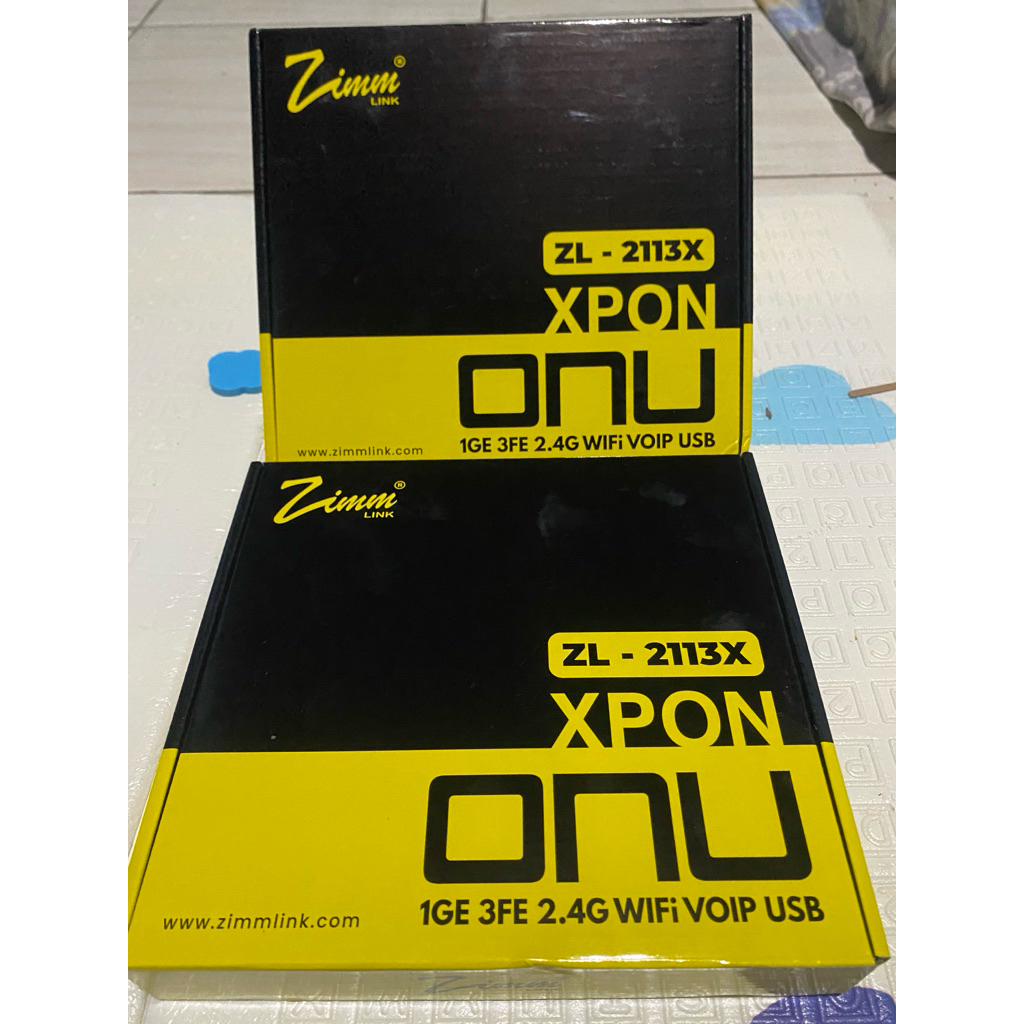 Zimm®
LINK
ZL - 2113X
XPON
ONU
1GE 3FE 2.4G WIFi VOIP USB
www.zimmlink.com
Zimm®
LINK
ZL - 2113X
XPON
ONU
1GE 3FE 2.4G WIFi VOIP USB
www.zimmlink.com
Zimm